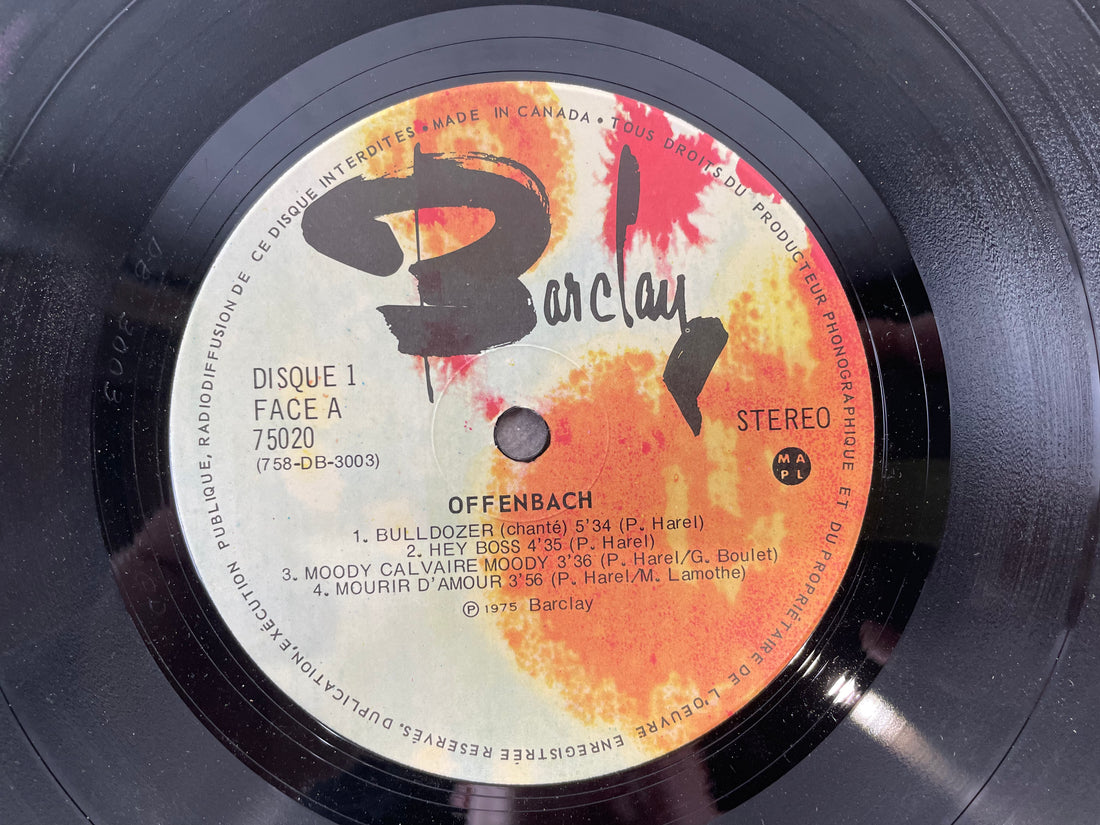 DUPLICATION, EXÉCUTION PUBLIQUE, RADIODIFFUSION DE CE DISQUE INTERDITES • MADE IN CANADA • TOUS DROITS DU PRODUCTEUR PHONOGRAPHIQUE ET DU PROPRIÉTAIRE DE L'OEUVRE ENREGISTRÉE RESERVÉS.
Barclay
DISQUE 1
FACE A
75020
(758-DB-3003)
STEREO
MA
PL
OFFENBACH
1. BULLDOZER (chanté) 5'34 (P. Harel)
2. HEY BOSS 4'35 (P. Harel)
3. MOODY CALVAIRE MOODY 3'36 (P. Harel/G. Boulet)
4. MOURIR D'AMOUR 3'56 (P. Harel/M. Lamothe)
℗ 1975 Barclay
DB 3003